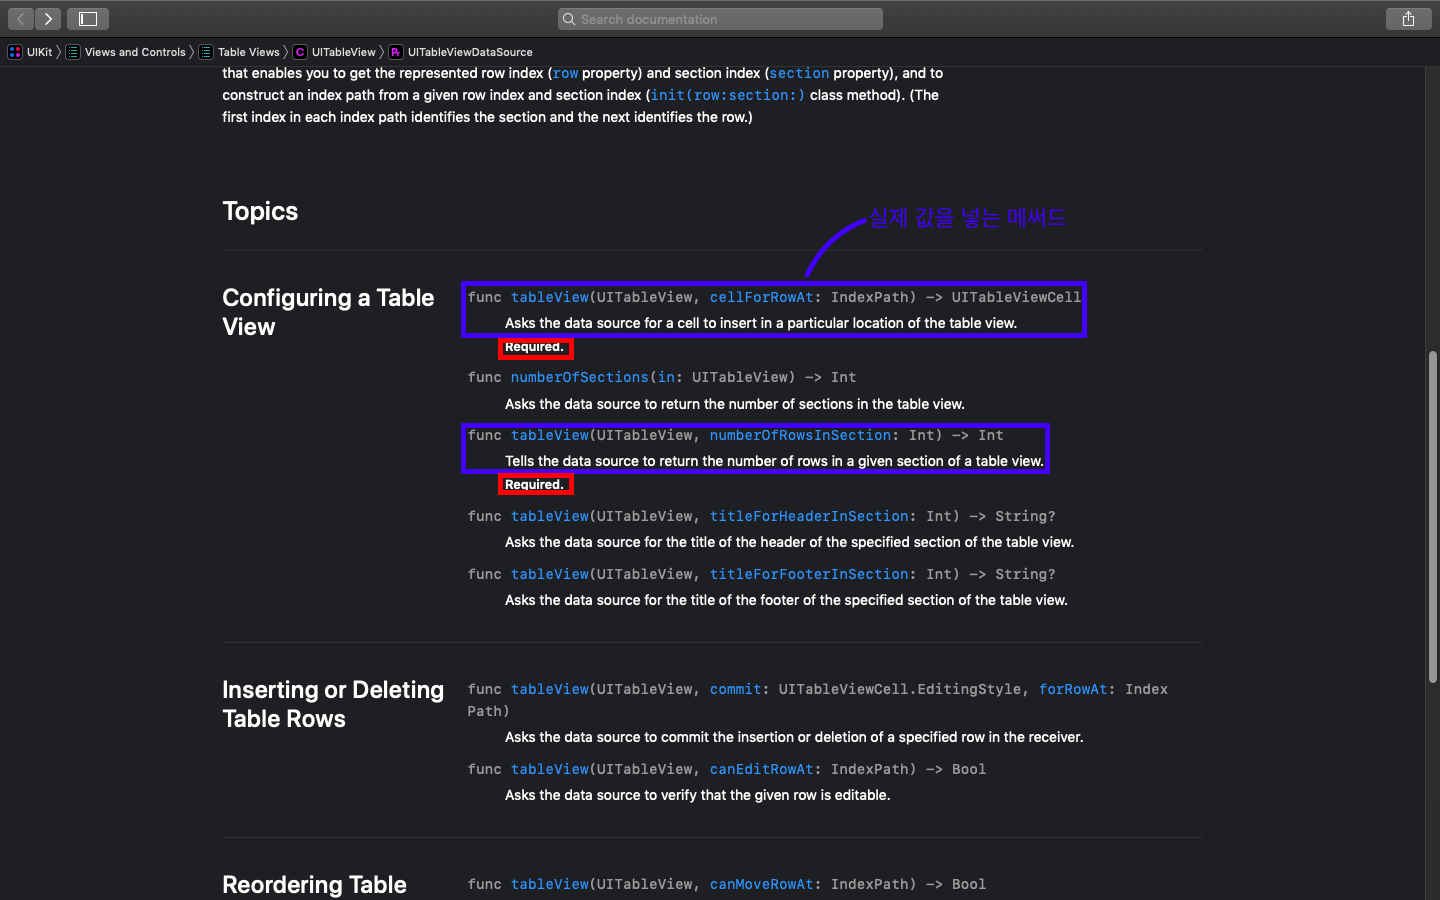 Search documentation
UIKit
Views and Controls
Table Views
C UITableView
Pr UITableViewDataSource
that enables you to get the represented row index (row property) and section index (section property), and to
construct an index path from a given row index and section index (init(row:section:) class method). (The
first index in each index path identifies the section and the next identifies the row.)
Topics
실제 값을 넣는 메써드
Configuring a Table
View
func tableView(UITableView, cellForRowAt: IndexPath) -> UITableViewCell
Asks the data source for a cell to insert in a particular location of the table view.
Required.
func numberOfSections(in: UITableView) -> Int
Asks the data source to return the number of sections in the table view.
func tableView(UITableView, numberOfRowsInSection: Int) -> Int
Tells the data source to return the number of rows in a given section of a table view.
Required.
func tableView(UITableView, titleForHeaderInSection: Int) -> String?
Asks the data source for the title of the header of the specified section of the table view.
func tableView(UITableView, titleForFooterInSection: Int) -> String?
Asks the data source for the title of the footer of the specified section of the table view.
Inserting or Deleting
Table Rows
func tableView(UITableView, commit: UITableViewCell.EditingStyle, forRowAt: Index
Path)
Asks the data source to commit the insertion or deletion of a specified row in the receiver.
func tableView(UITableView, canEditRowAt: IndexPath) -> Bool
Asks the data source to verify that the given row is editable.
Reordering Table
func tableView(UITableView, canMoveRowAt: IndexPath) -> Bool